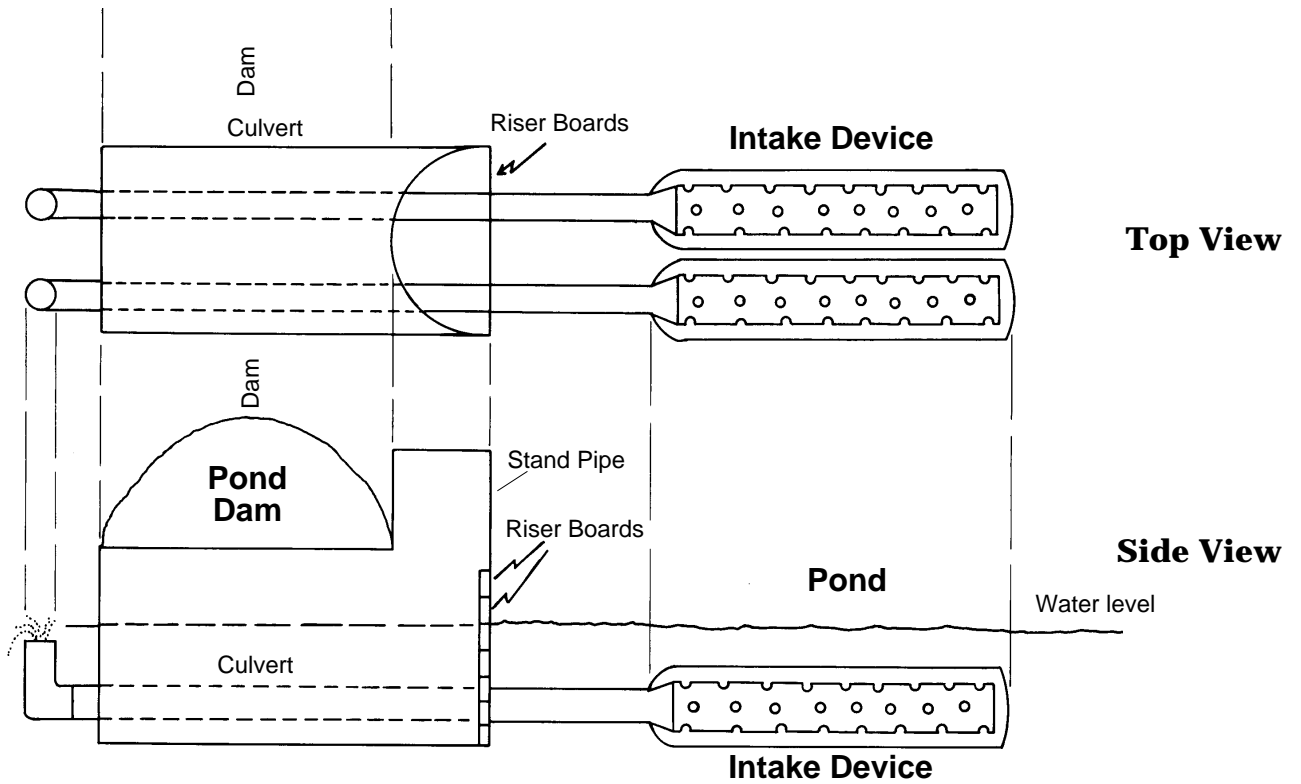 Dam
Culvert
Riser Boards
Intake Device
Top View
Dam
Pond
Dam
Stand Pipe
Riser Boards
Side View
Pond
Water level
Culvert
Intake Device